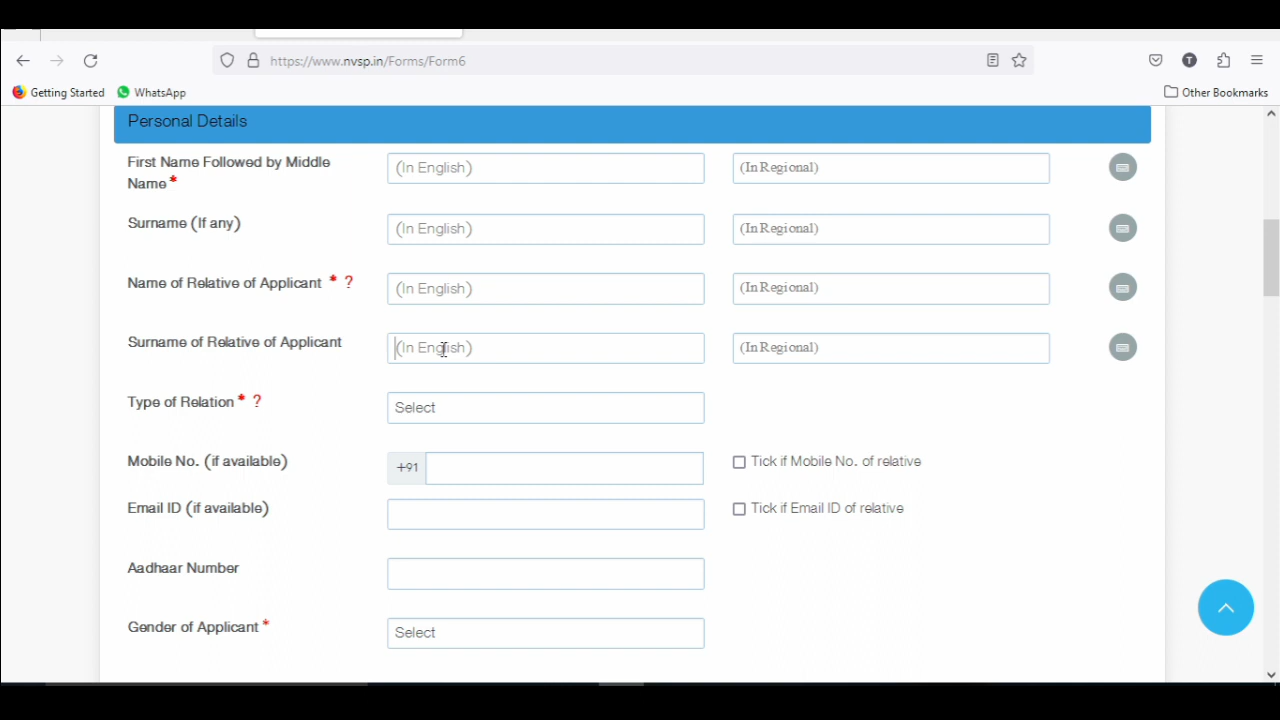 https://www.nvsp.in/Forms/Form6
T
Getting Started WhatsApp Other Bookmarks
Personal Details
First Name Followed by Middle
Name* (In English) (In Regional)
Surname (If any) (In English) (In Regional)
Name of Relative of Applicant * ? (In English) (In Regional)
Surname of Relative of Applicant (In English) (In Regional)
Type of Relation * ? Select
Mobile No. (if available) +91 Tick if Mobile No. of relative
Email ID (if available) Tick if Email ID of relative
Aadhaar Number
Gender of Applicant * Select